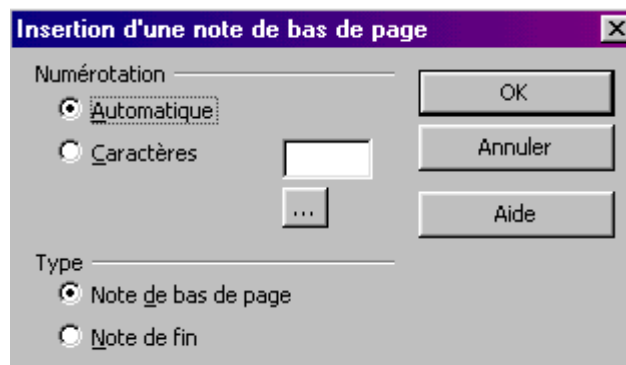 Insertion d'une note de bas de page
Numérotation
Automatique
Caractères
...
OK
Annuler
Aide
Type
Note de bas de page
Note de fin